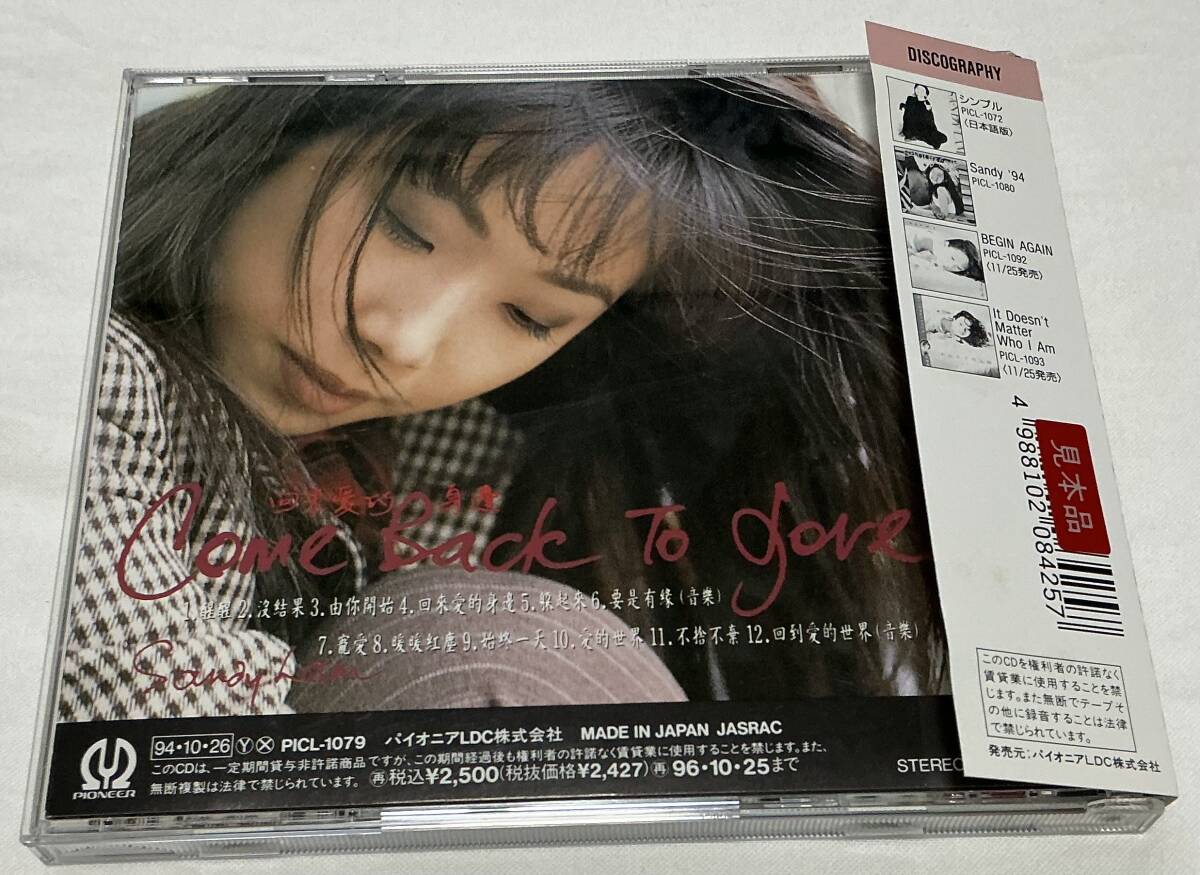 DISCOGRAPHY
シンプル
PICL-1072
〈日本語版〉
Sandy '94
PICL-1080
BEGIN AGAIN
PICL-1092
〈11/25発売〉
It Doesn't
Matter
Who I Am
PICL-1093
〈11/25発売〉
見本品
4 988102 084257
このCDを権利者の許諾なく
賃貸業に使用することを禁
じます。また無断でテープそ
の他に録音することは法律
で禁じられています。
発売元:パイオニアLDC株式会社
回來愛的身邊
Come Back To Love
1.醒醒 2.沒結果 3.由你開始 4.回來愛的身邊 5.躲起來 6.要是有緣(音樂)
7.寵愛 8.暖暖紅塵 9.始終一天 10.愛的世界 11.不捨不棄 12.回到愛的世界(音樂)
Sandy Lam
PIONEER
94・10・26 Ⓨ Ⓧ PICL-1079 パイオニアLDC株式会社 MADE IN JAPAN JASRAC
このCDは、一定期間貸与非許諾商品ですが、この期間経過後も権利者の許諾なく賃貸業に使用することを禁じます。また、
無断複製は法律で禁じられています。 ㊢税込¥2,500(税抜価格¥2,427)㊢96・10・25まで
STEREO